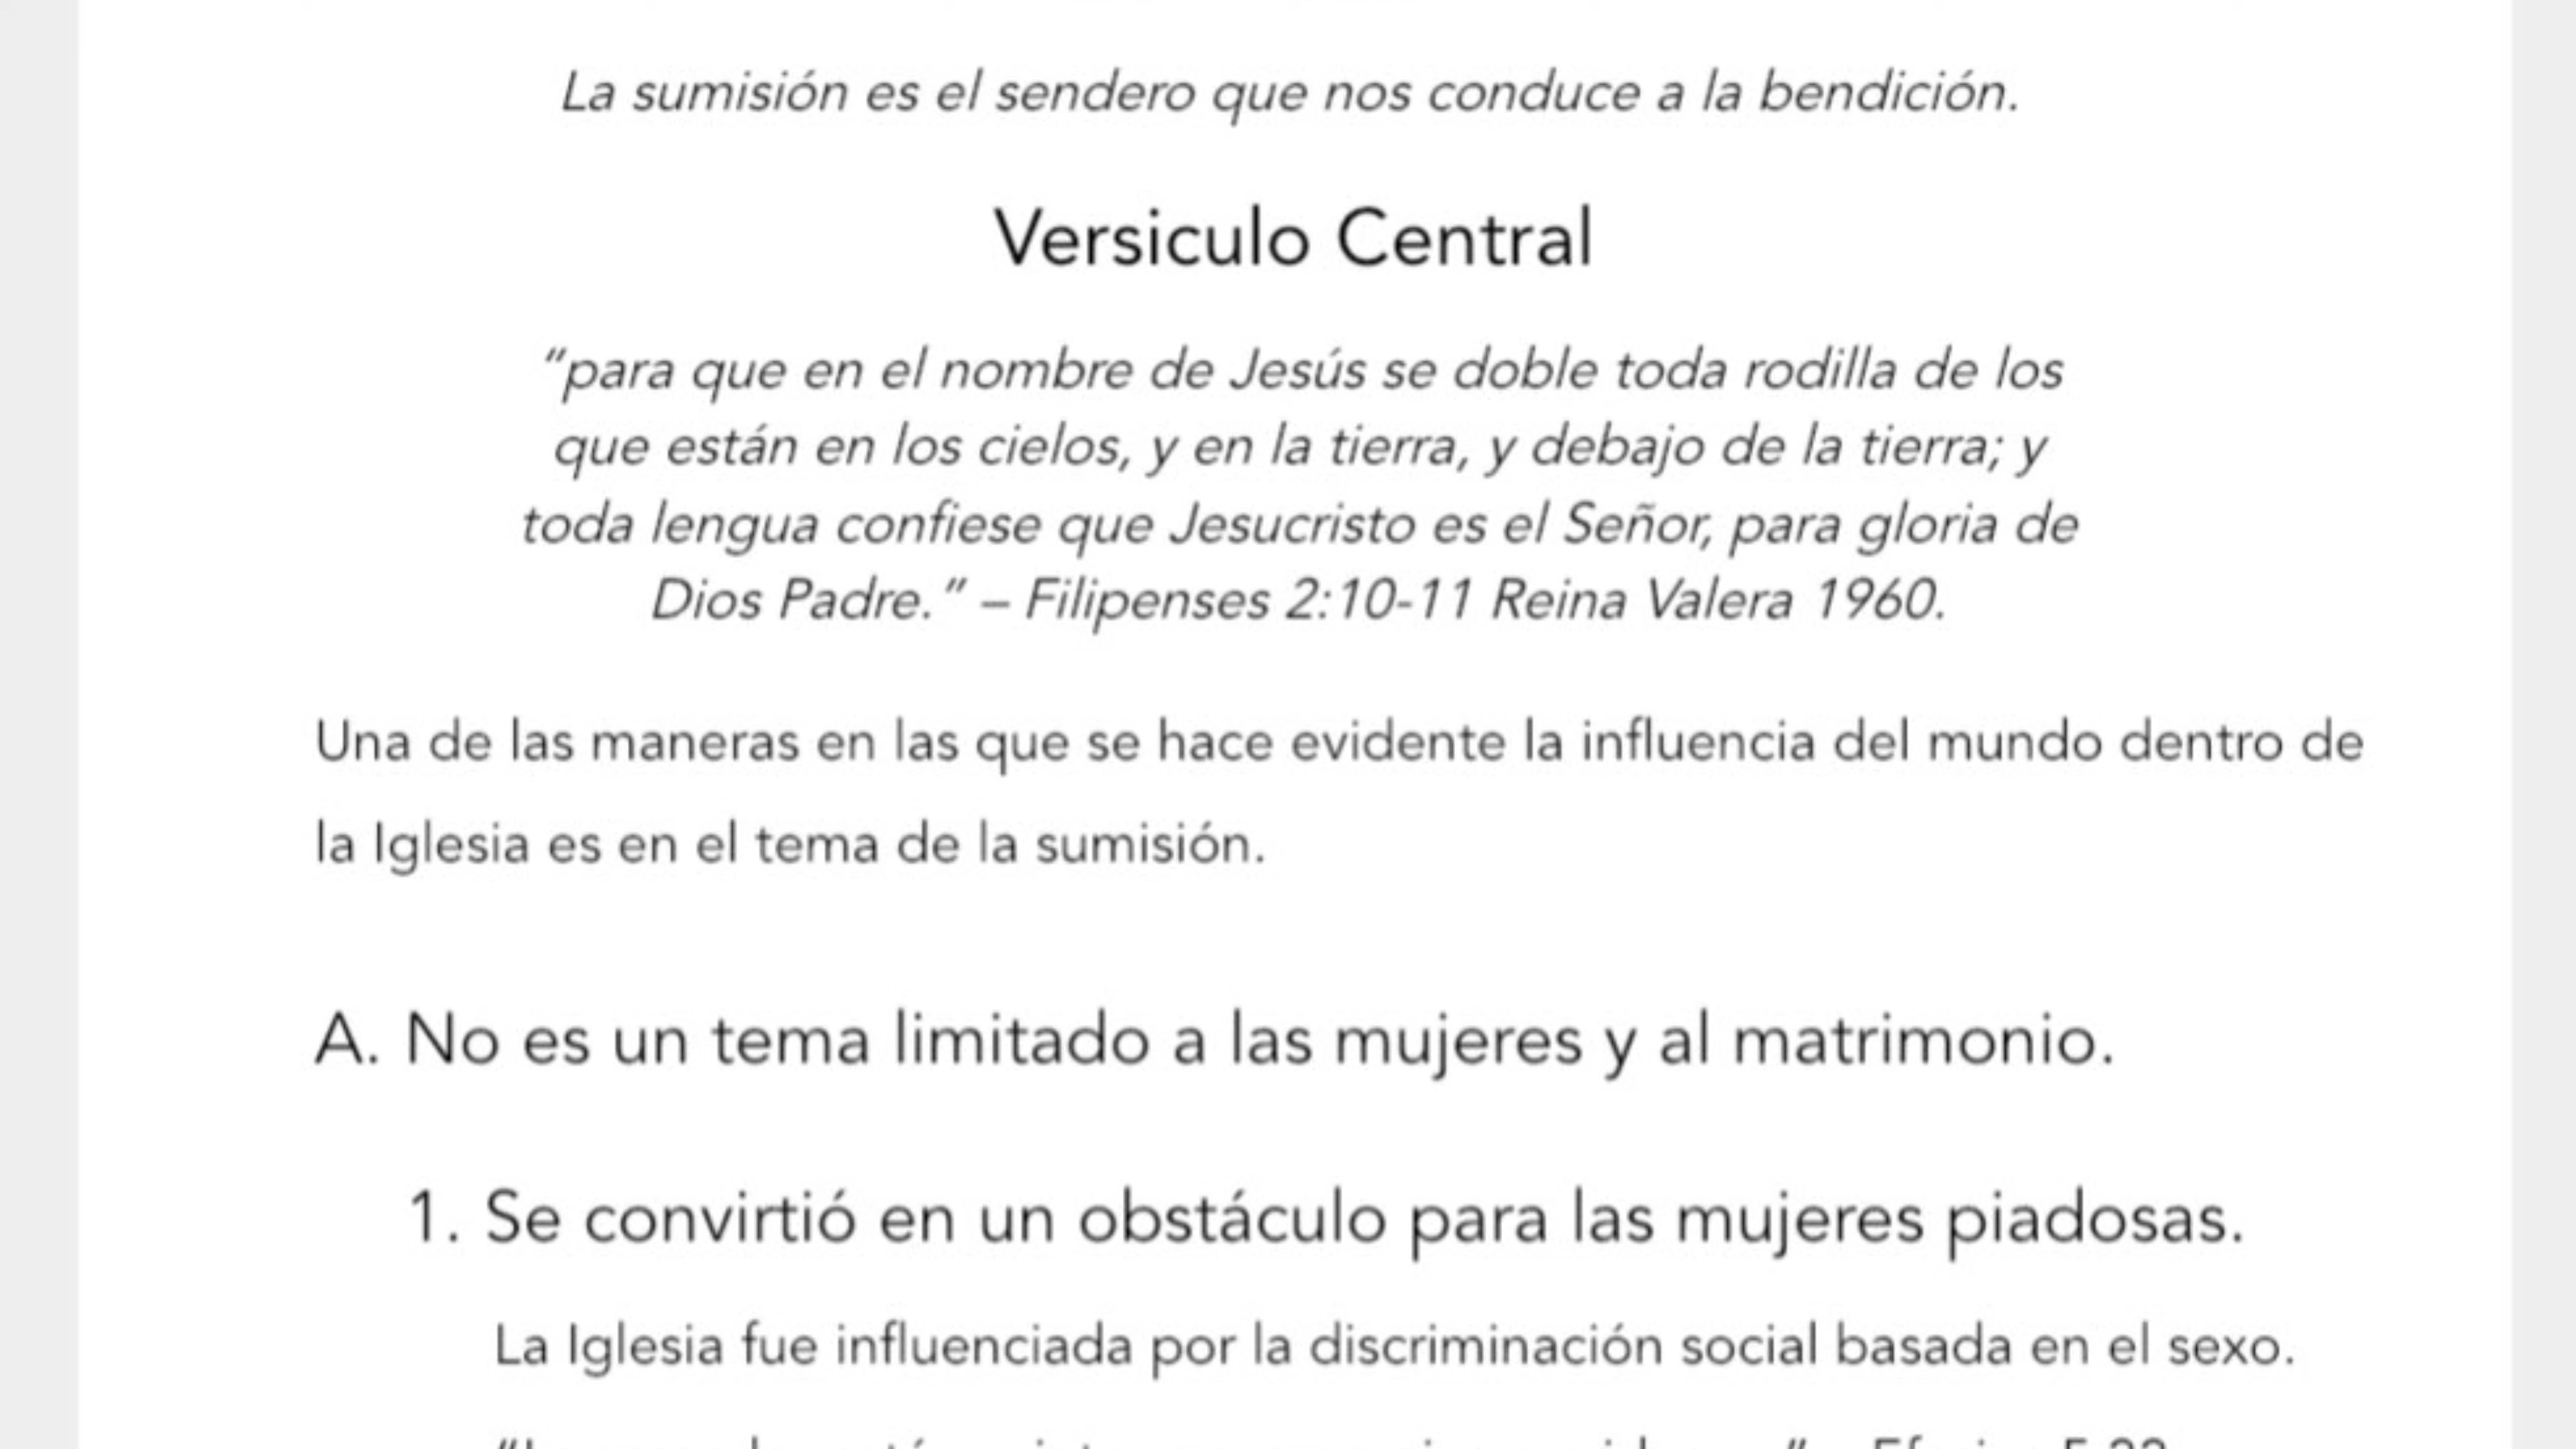 La sumisión es el sendero que nos conduce a la bendición.
Versiculo Central
“para que en el nombre de Jesús se doble toda rodilla de los
que están en los cielos, y en la tierra, y debajo de la tierra; y
toda lengua confiese que Jesucristo es el Señor, para gloria de
Dios Padre.” – Filipenses 2:10-11 Reina Valera 1960.
Una de las maneras en las que se hace evidente la influencia del mundo dentro de
la Iglesia es en el tema de la sumisión.
A. No es un tema limitado a las mujeres y al matrimonio.
1. Se convirtió en un obstáculo para las mujeres piadosas.
La Iglesia fue influenciada por la discriminación social basada en el sexo.